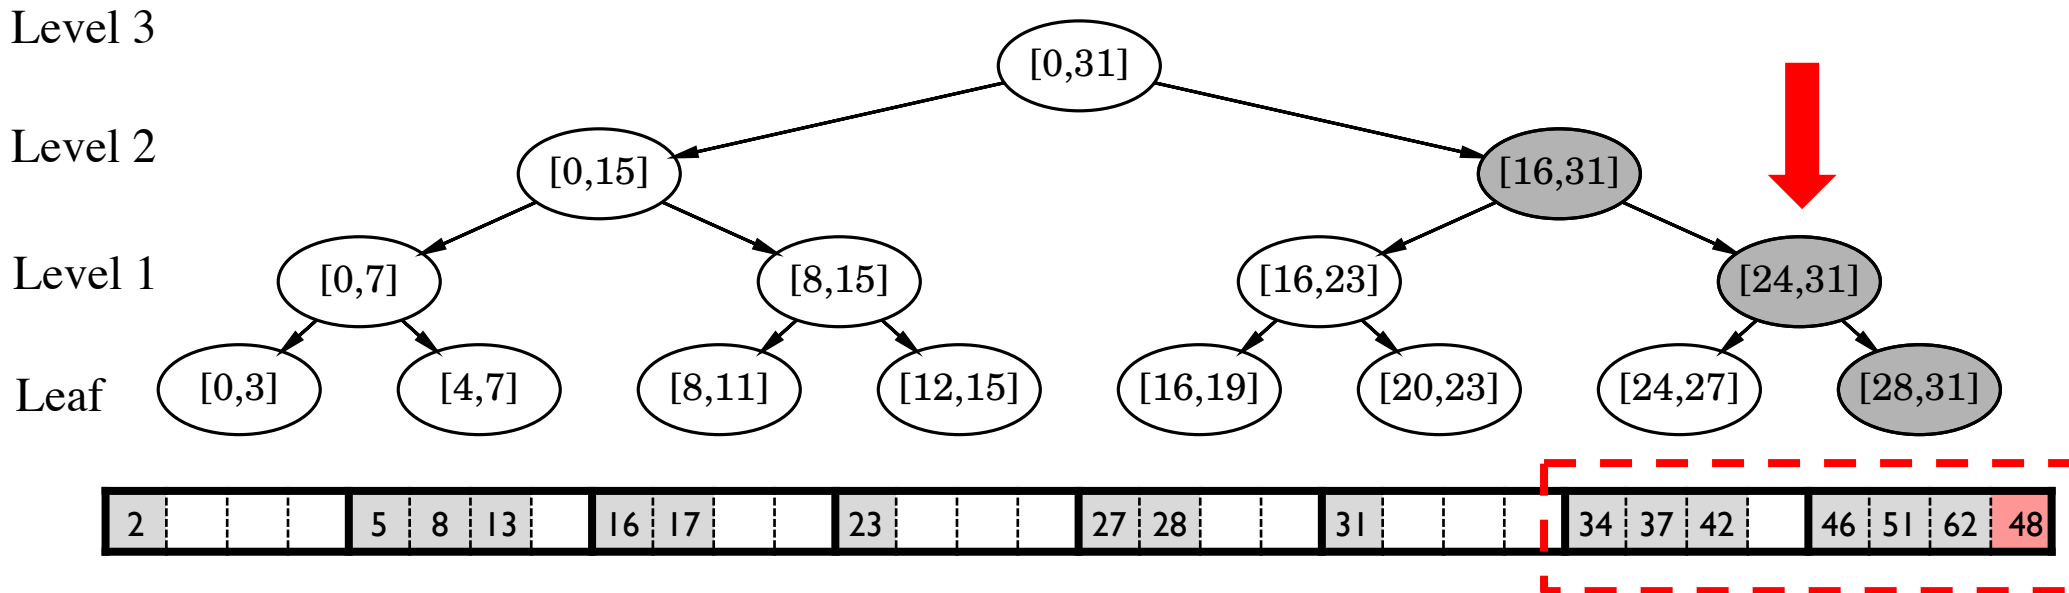 Level 3
[0,31]
Level 2
[0,15] [16,31]
Level 1
[0,7] [8,15] [16,23] [24,31]
Leaf
[0,3] [4,7] [8,11] [12,15] [16,19] [20,23] [24,27] [28,31]
2 5 8 13 16 17 23 27 28 31 34 37 42 46 51 62 48